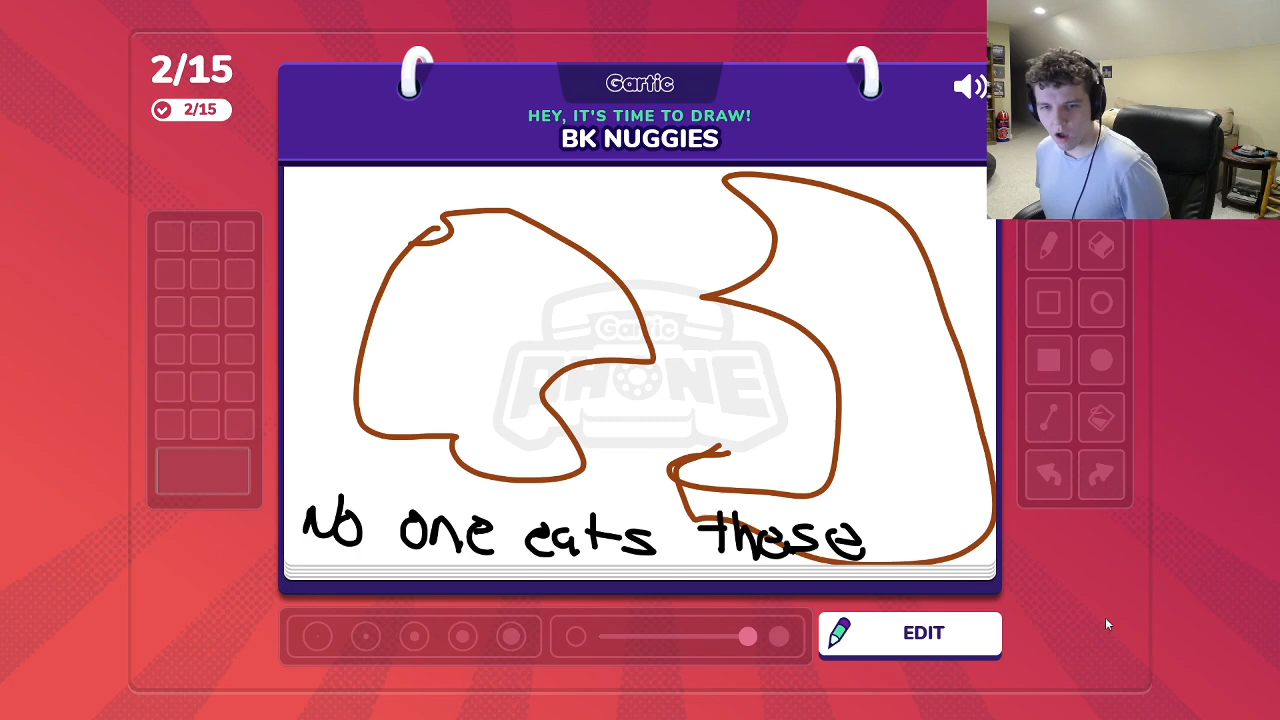 2/15
2/15
Gartic
HEY, IT'S TIME TO DRAW!
BK NUGGIES
Gartic
PHONE
No one eats these
EDIT